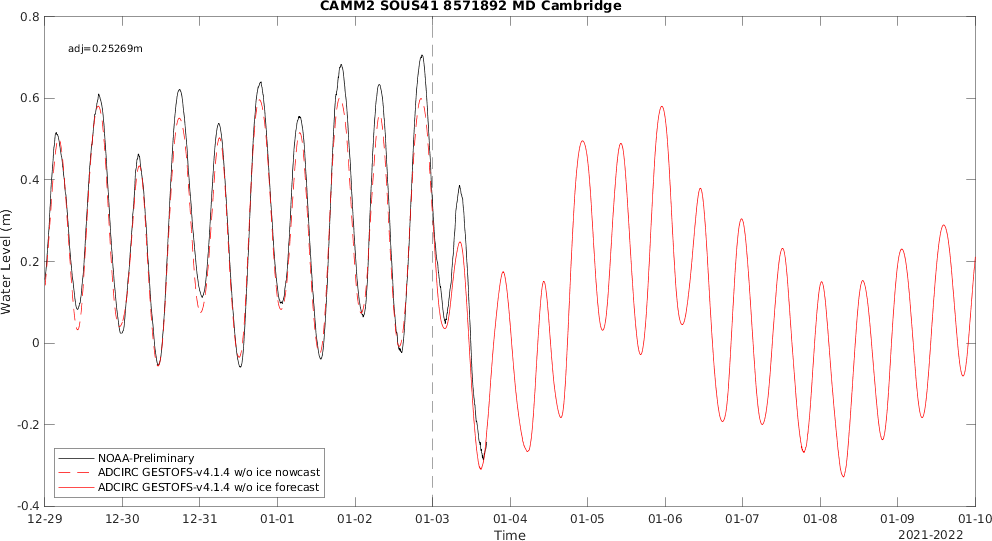 CAMM2 SOUS41 8571892 MD Cambridge
adj=0.25269m
0.8
0.6
0.4
0.2
0
-0.2
-0.4
Water Level (m)
NOAA-Preliminary
ADCIRC GESTOFS-v4.1.4 w/o ice nowcast
ADCIRC GESTOFS-v4.1.4 w/o ice forecast
12-29 12-30 12-31 01-01 01-02 01-03 01-04 01-05 01-06 01-07 01-08 01-09 01-10
Time
2021-2022